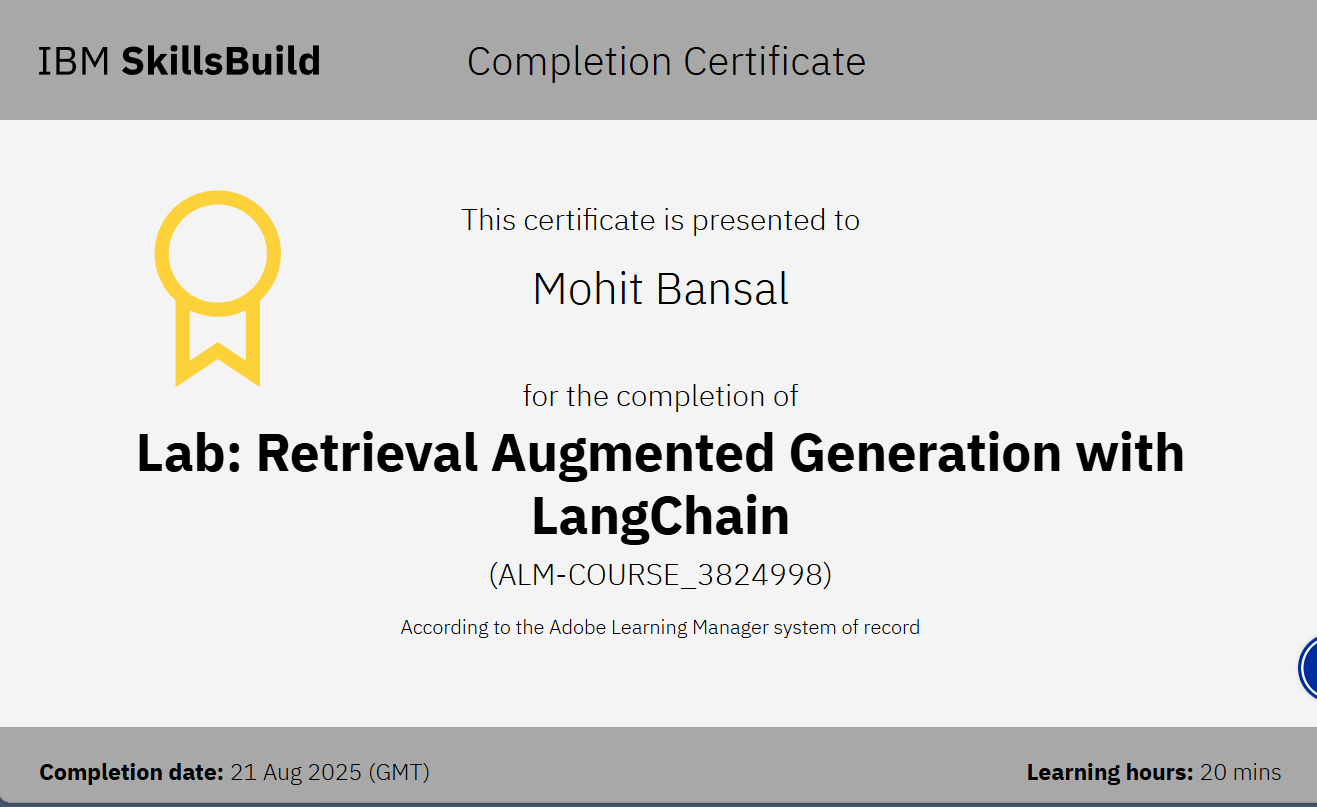 IBM SkillsBuild
Completion Certificate
This certificate is presented to
Mohit Bansal
for the completion of
Lab: Retrieval Augmented Generation with
LangChain
(ALM-COURSE_3824998)
According to the Adobe Learning Manager system of record
Completion date: 21 Aug 2025 (GMT)
Learning hours: 20 mins